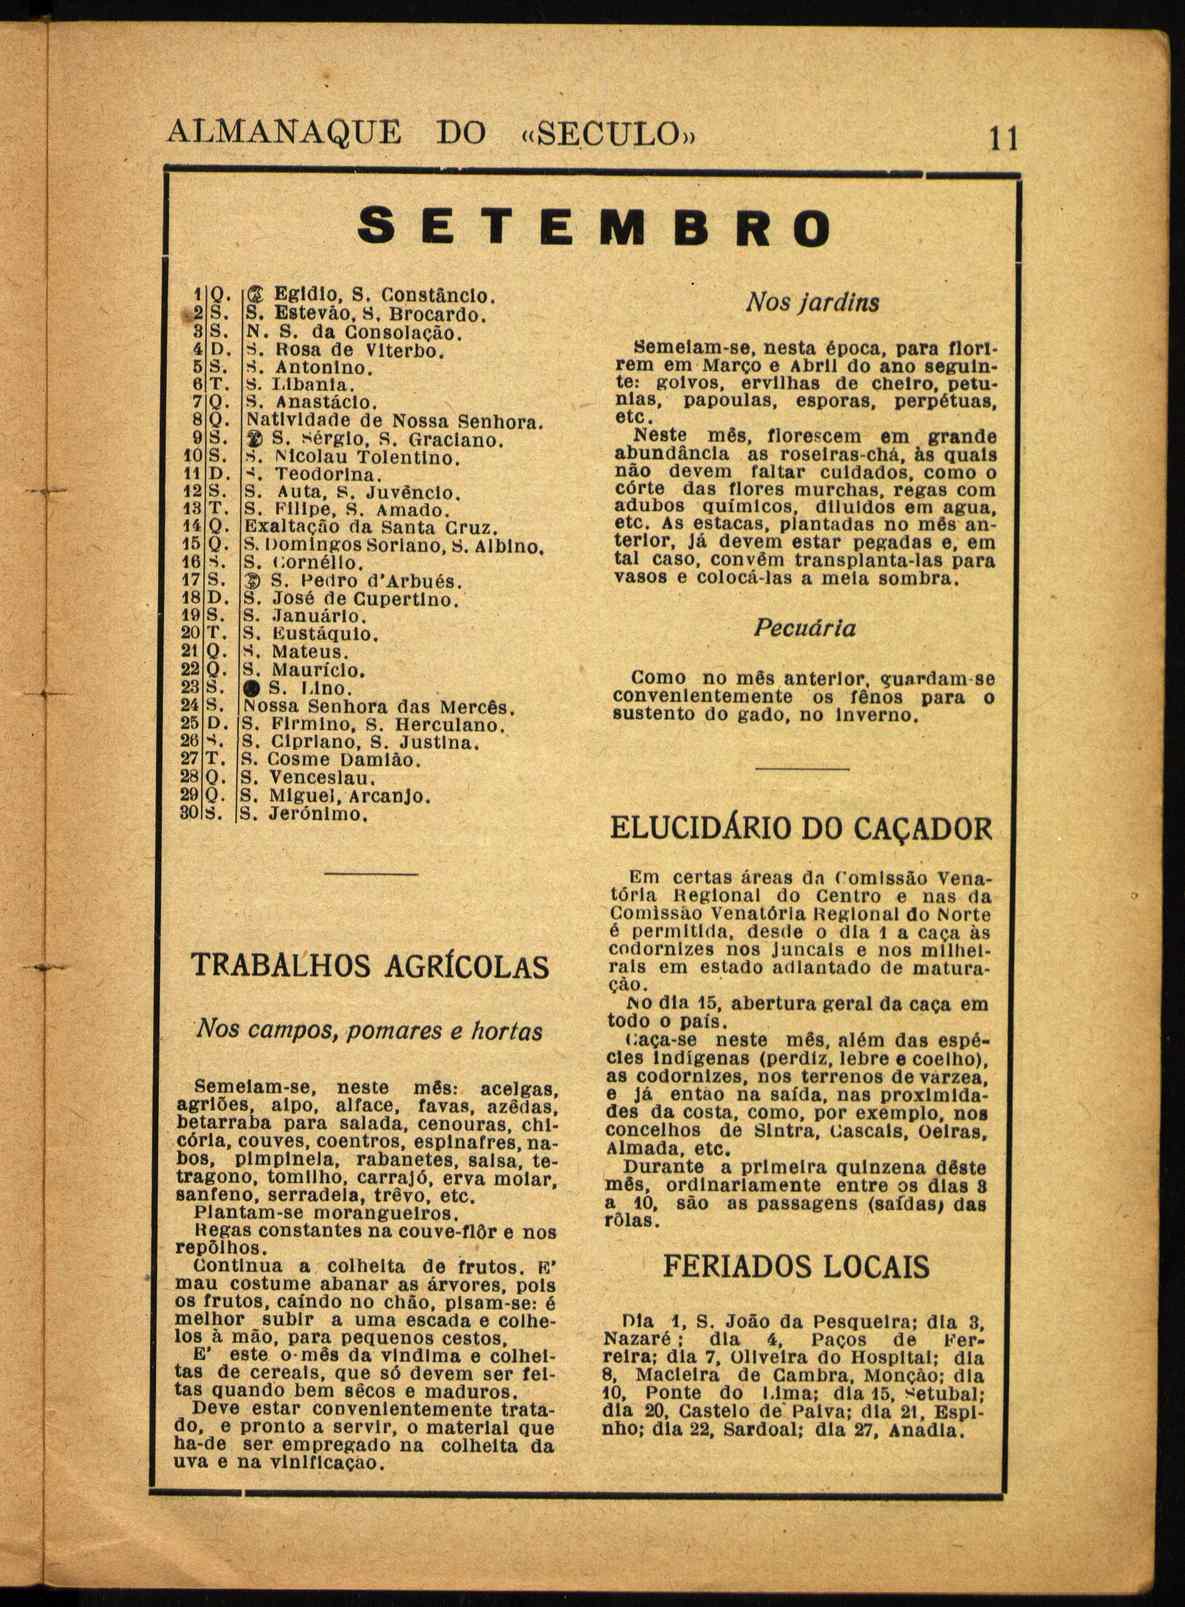 ALMANAQUE DO «SECULO» 11
SETEMBRO
1 Q. Egídio, S. Constâncio.
2 S. S. Estevão, S. Brocardo.
3 S. N. S. da Consolação.
4 D. S. Rosa de Viterbo.
5 S. S. Antonino.
6 T. S. Libania.
7 Q. S. Anastácio.
8 Q. Natividade de Nossa Senhora.
9 S. S. Sérgio, S. Graciano.
10 S. S. Nicolau Tolentino.
11 D. S. Teodorina.
12 S. S. Auta, S. Juvêncio.
13 T. S. Filipe, S. Amado.
14 Q. Exaltação da Santa Cruz.
15 Q. S. Domingos Soriano, S. Albino.
16 S. S. Cornélio.
17 S. S. Pedro d'Arbués.
18 D. S. José de Cupertino.
19 S. S. Januário.
20 T. S. Eustáquio.
21 Q. S. Mateus.
22 Q. S. Maurício.
23 S. S. Lino.
24 S. Nossa Senhora das Mercês.
25 D. S. Firmino, S. Herculano.
26 S. S. Cipriano, S. Justina.
27 T. S. Cosme Damião.
28 Q. S. Venceslau.
29 Q. S. Miguel, Arcanjo.
30 S. S. Jerónimo.
TRABALHOS AGRÍCOLAS
Nos campos, pomares e hortas
Semeiam-se, neste mês: acelgas,
agriões, aipo, alface, favas, azêdas,
betarraba para salada, cenouras, chi-
cória, couves, coentros, espinafres, na-
bos, pimpinela, rabanetes, salsa, te-
tragono, tomilho, carrajó, erva molar,
sanfeno, serradela, trêvo, etc.
Plantam-se morangueiros.
Regas constantes na couve-flôr e nos
repôlhos.
Continua a colheita de frutos. E'
mau costume abanar as árvores, pois
os frutos, caíndo no chão, pisam-se: é
melhor subir a uma escada e colhe-
los à mão, para pequenos cestos,
E' este o mês da vindima e colhei-
tas de cereais, que só devem ser fei-
tas quando bem sêcos e maduros.
Deve estar convenientemente trata-
do, e pronto a servir, o material que
ha-de ser empregado na colheita da
uva e na vinificação.
Nos jardins
Semeiam-se, nesta época, para flori-
rem em Março e Abril do ano seguin-
te: goivos, ervilhas de cheiro, petu-
nias, papoulas, esporas, perpétuas,
etc.
Neste mês, florescem em grande
abundância as roseiras-chá, às quais
não devem faltar cuidados, como o
córte das flores murchas, regas com
adubos químicos, diluidos em agua,
etc. As estacas, plantadas no mês an-
terior, já devem estar pegadas e, em
tal caso, convêm transplanta-las para
vasos e colocá-las a meia sombra.
Pecuária
Como no mês anterior, guardam-se
convenientemente os fênos para o
sustento do gado, no inverno.
ELUCIDÁRIO DO CAÇADOR
Em certas áreas da Comissão Vena-
tória Regional do Centro e nas da
Comissão Venatória Regional do Norte
é permitida, desde o dia 1 a caça às
codornizes nos juncais e nos milhei-
rais em estado adiantado de matura-
ção.
No dia 15, abertura geral da caça em
todo o país.
Caça-se neste mês, além das espé-
cies indígenas (perdiz, lebre e coelho),
as codornizes, nos terrenos de varzea,
e já então na saída, nas proximida-
des da costa, como, por exemplo, nos
concelhos de Sintra, Cascais, Oeiras,
Almada, etc.
Durante a primeira quinzena dêste
mês, ordinariamente entre os dias 3
a 10, são as passagens (saídas) das
rôlas.
FERIADOS LOCAIS
Dia 1, S. João da Pesqueira; dia 3,
Nazaré; dia 4, Paços de Fer-
reira; dia 7, Oliveira do Hospital; dia
8, Macieira de Cambra, Monção; dia
10, Ponte do Lima; dia 15, Setubal;
dia 20, Castelo de Paiva; dia 21, Espi-
nho; dia 22, Sardoal; dia 27, Anadia.